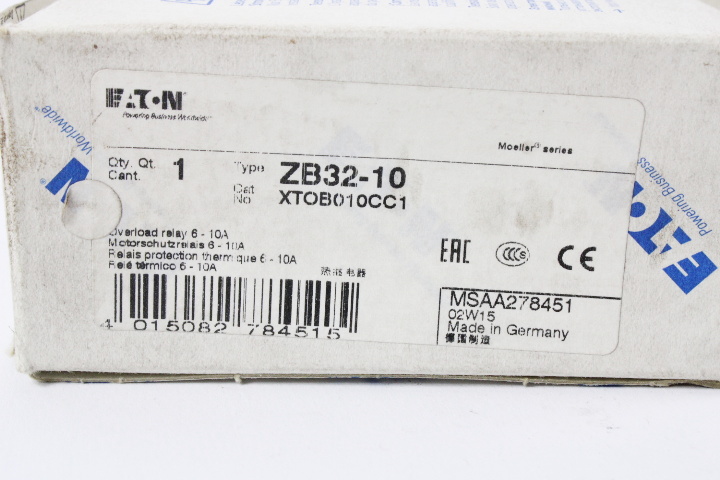 EATON
Powering Business Worldwide
Moeller® series
Qty. Qt. 1 Type ZB32-10
Cant. Cat XTOB010CC1
No
Overload relay 6 - 10A
Motorschutzrelais 6 - 10A
Relais protection thermique 6 - 10A
Relé térmico 6 - 10A 热继电器
EAC CCC S CE
4 015082 784515
MSAA278451
02W15
Made in Germany
德国制造
Worldwide
Powering Business
EATON